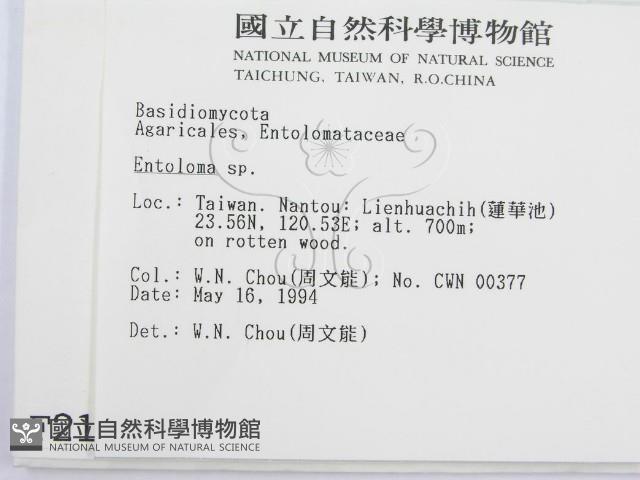 國立自然科學博物館
NATIONAL MUSEUM OF NATURAL SCIENCE
TAICHUNG, TAIWAN, R.O.CHINA
Basidiomycota
Agaricales, Entolomataceae
Entoloma sp.
Loc.: Taiwan. Nantou: Lienhuachih(蓮華池)
23.56N, 120.53E; alt. 700m;
on rotten wood.
Col.: W.N. Chou(周文能); No. CWN 00377
Date: May 16, 1994
Det.: W.N. Chou(周文能)
F21
國立自然科學博物館
NATIONAL MUSEUM OF NATURAL SCIENCE